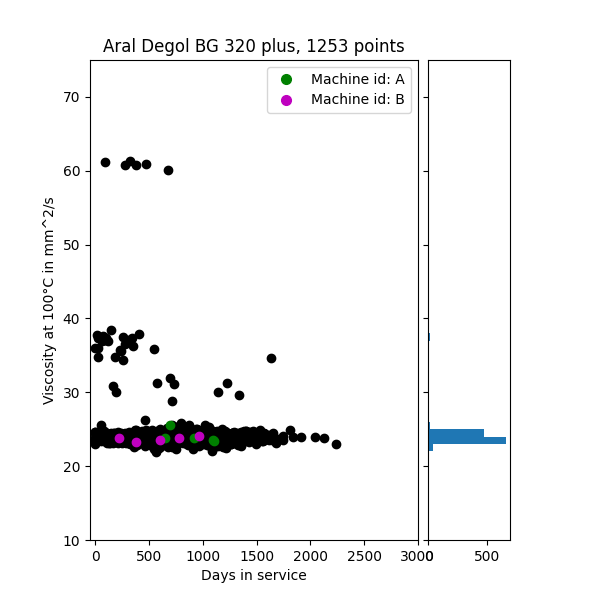 Aral Degol BG 320 plus, 1253 points
Machine id: A
Machine id: B
70
60
50
40
30
20
10
Viscosity at 100°C in mm^2/s
0 500 1000 1500 2000 2500 3000
0 500
Days in service